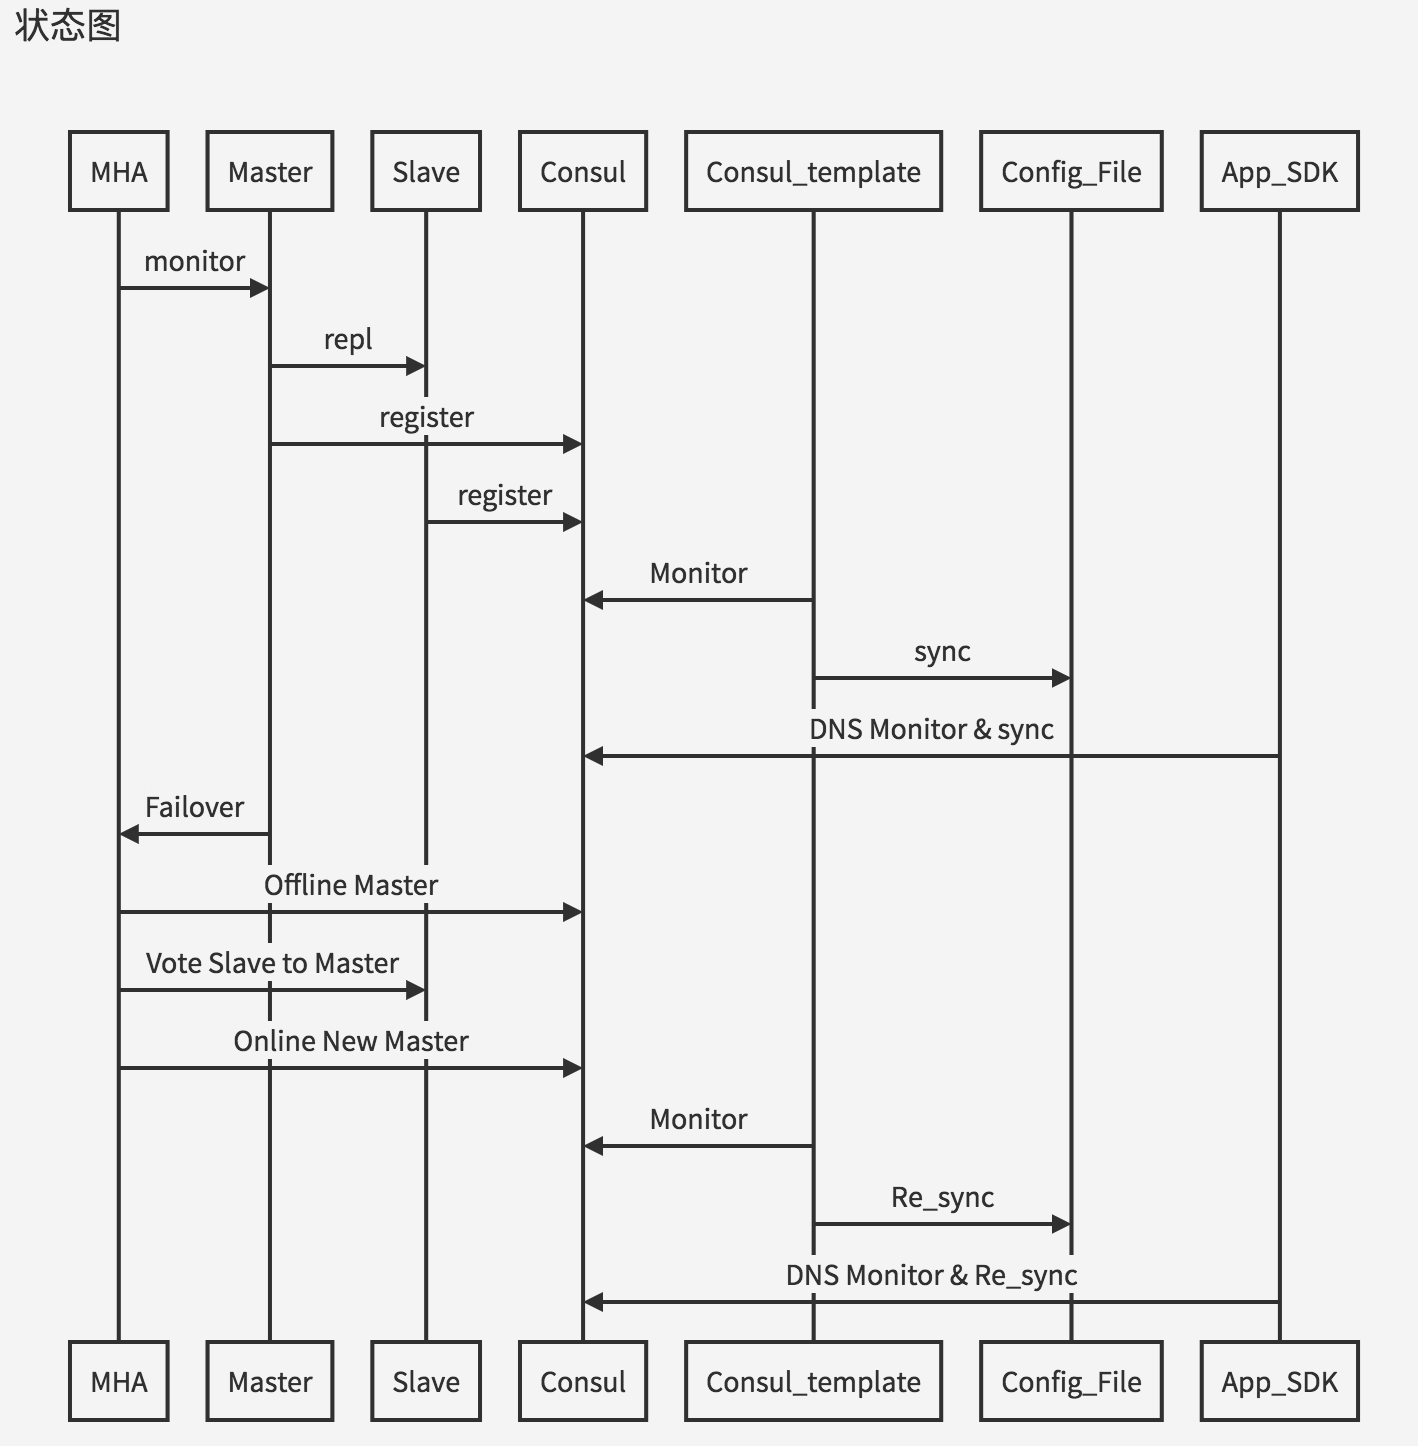 状态图
MHA Master Slave Consul Consul_template Config_File App_SDK
monitor
repl
register
register
Monitor
sync
DNS Monitor & sync
Failover
Offline Master
Vote Slave to Master
Online New Master
Monitor
Re_sync
DNS Monitor & Re_sync
MHA Master Slave Consul Consul_template Config_File App_SDK